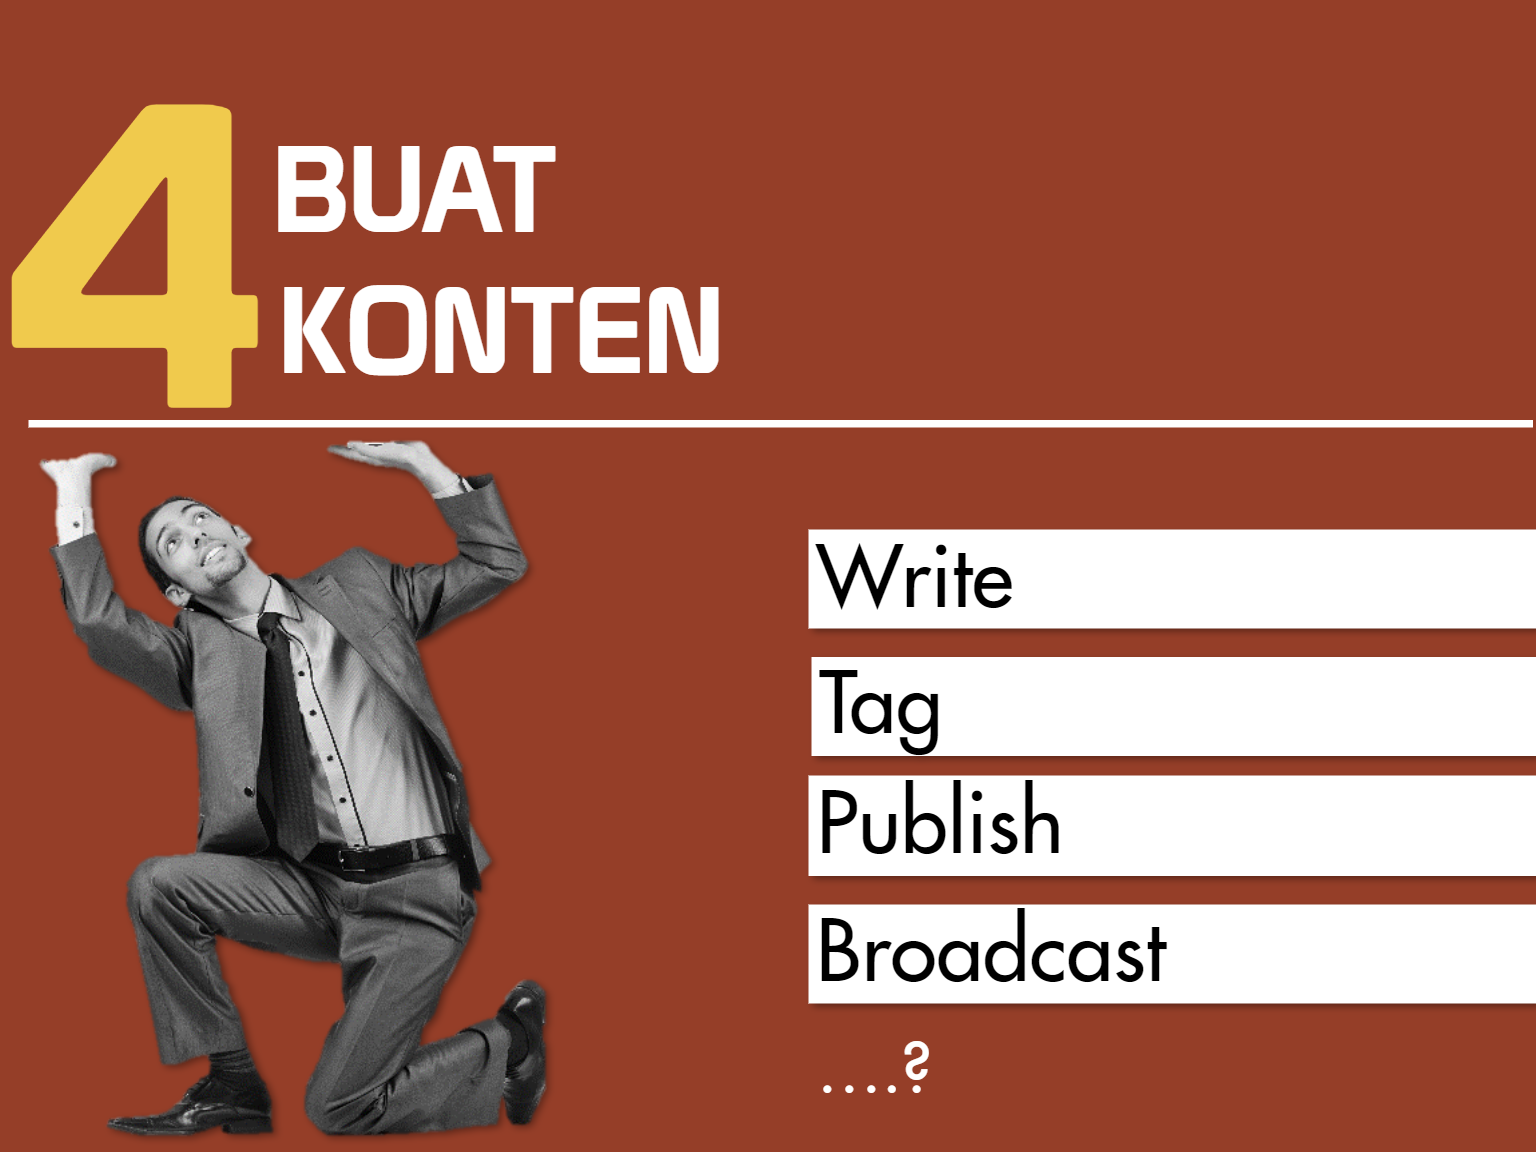 4
BUAT
KONTEN
Write
Tag
Publish
Broadcast
....?